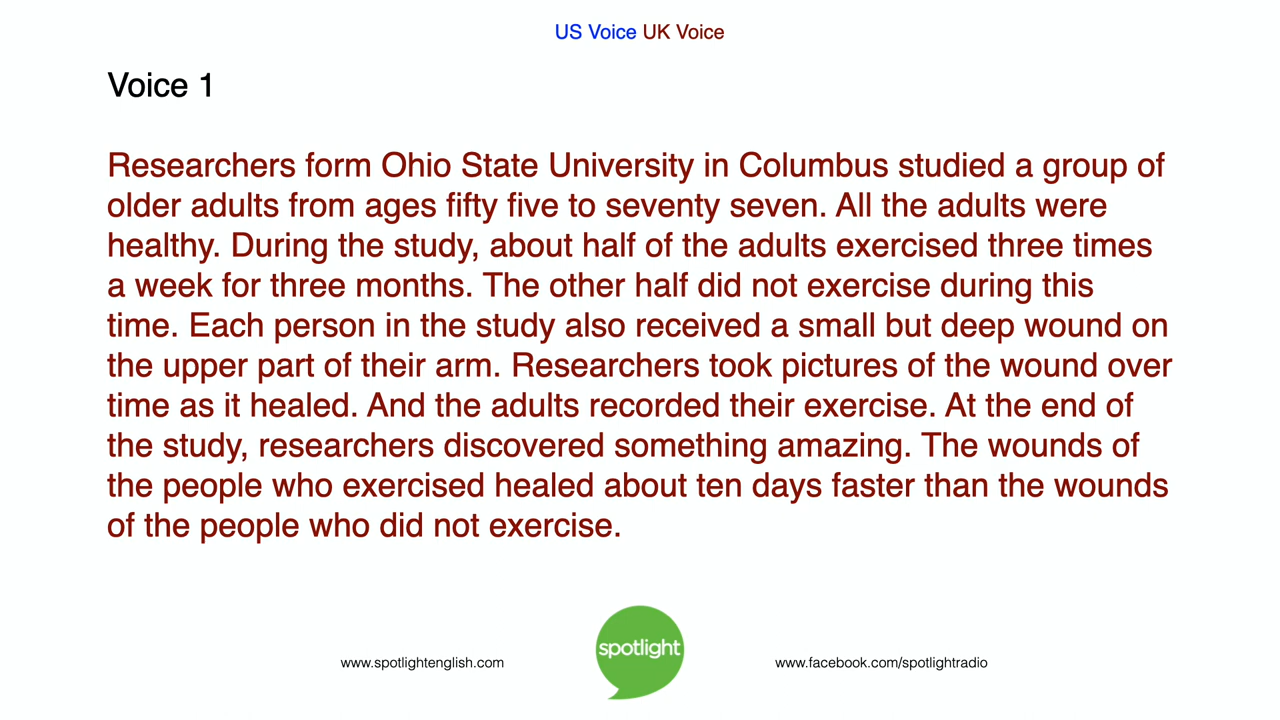 US Voice UK Voice
Voice 1
Researchers form Ohio State University in Columbus studied a group of
older adults from ages fifty five to seventy seven. All the adults were
healthy. During the study, about half of the adults exercised three times
a week for three months. The other half did not exercise during this
time. Each person in the study also received a small but deep wound on
the upper part of their arm. Researchers took pictures of the wound over
time as it healed. And the adults recorded their exercise. At the end of
the study, researchers discovered something amazing. The wounds of
the people who exercised healed about ten days faster than the wounds
of the people who did not exercise.
spotlight
www.spotlightenglish.com
www.facebook.com/spotlightradio